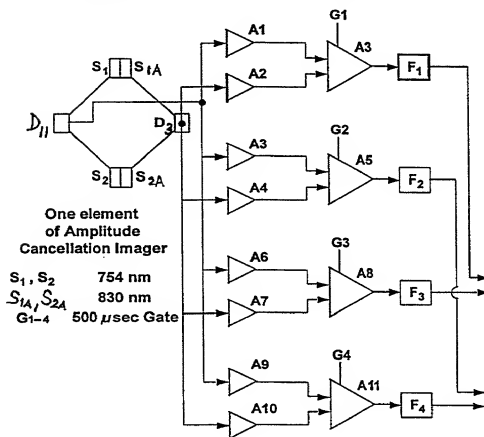 G1
A1
S₁ S₁A
A3
A2
F₁
D₁₁
D₃
G2
A3
S₂ S₂A
A5
A4
F₂
One element
of Amplitude
Cancellation Imager
S₁ , S₂ 754 nm
S₁A, S₂A 830 nm
G1-4 500 µsec Gate
G3
A6
A8
A7
F₃
G4
A9
A11
A10
F₄